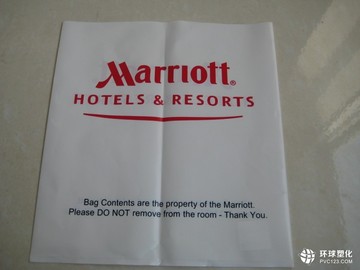 Marriott®
HOTELS & RESORTS
Bag Contents are the property of the Marriott.
Please DO NOT remove from the room - Thank You.
环球塑化
PVC123.COM